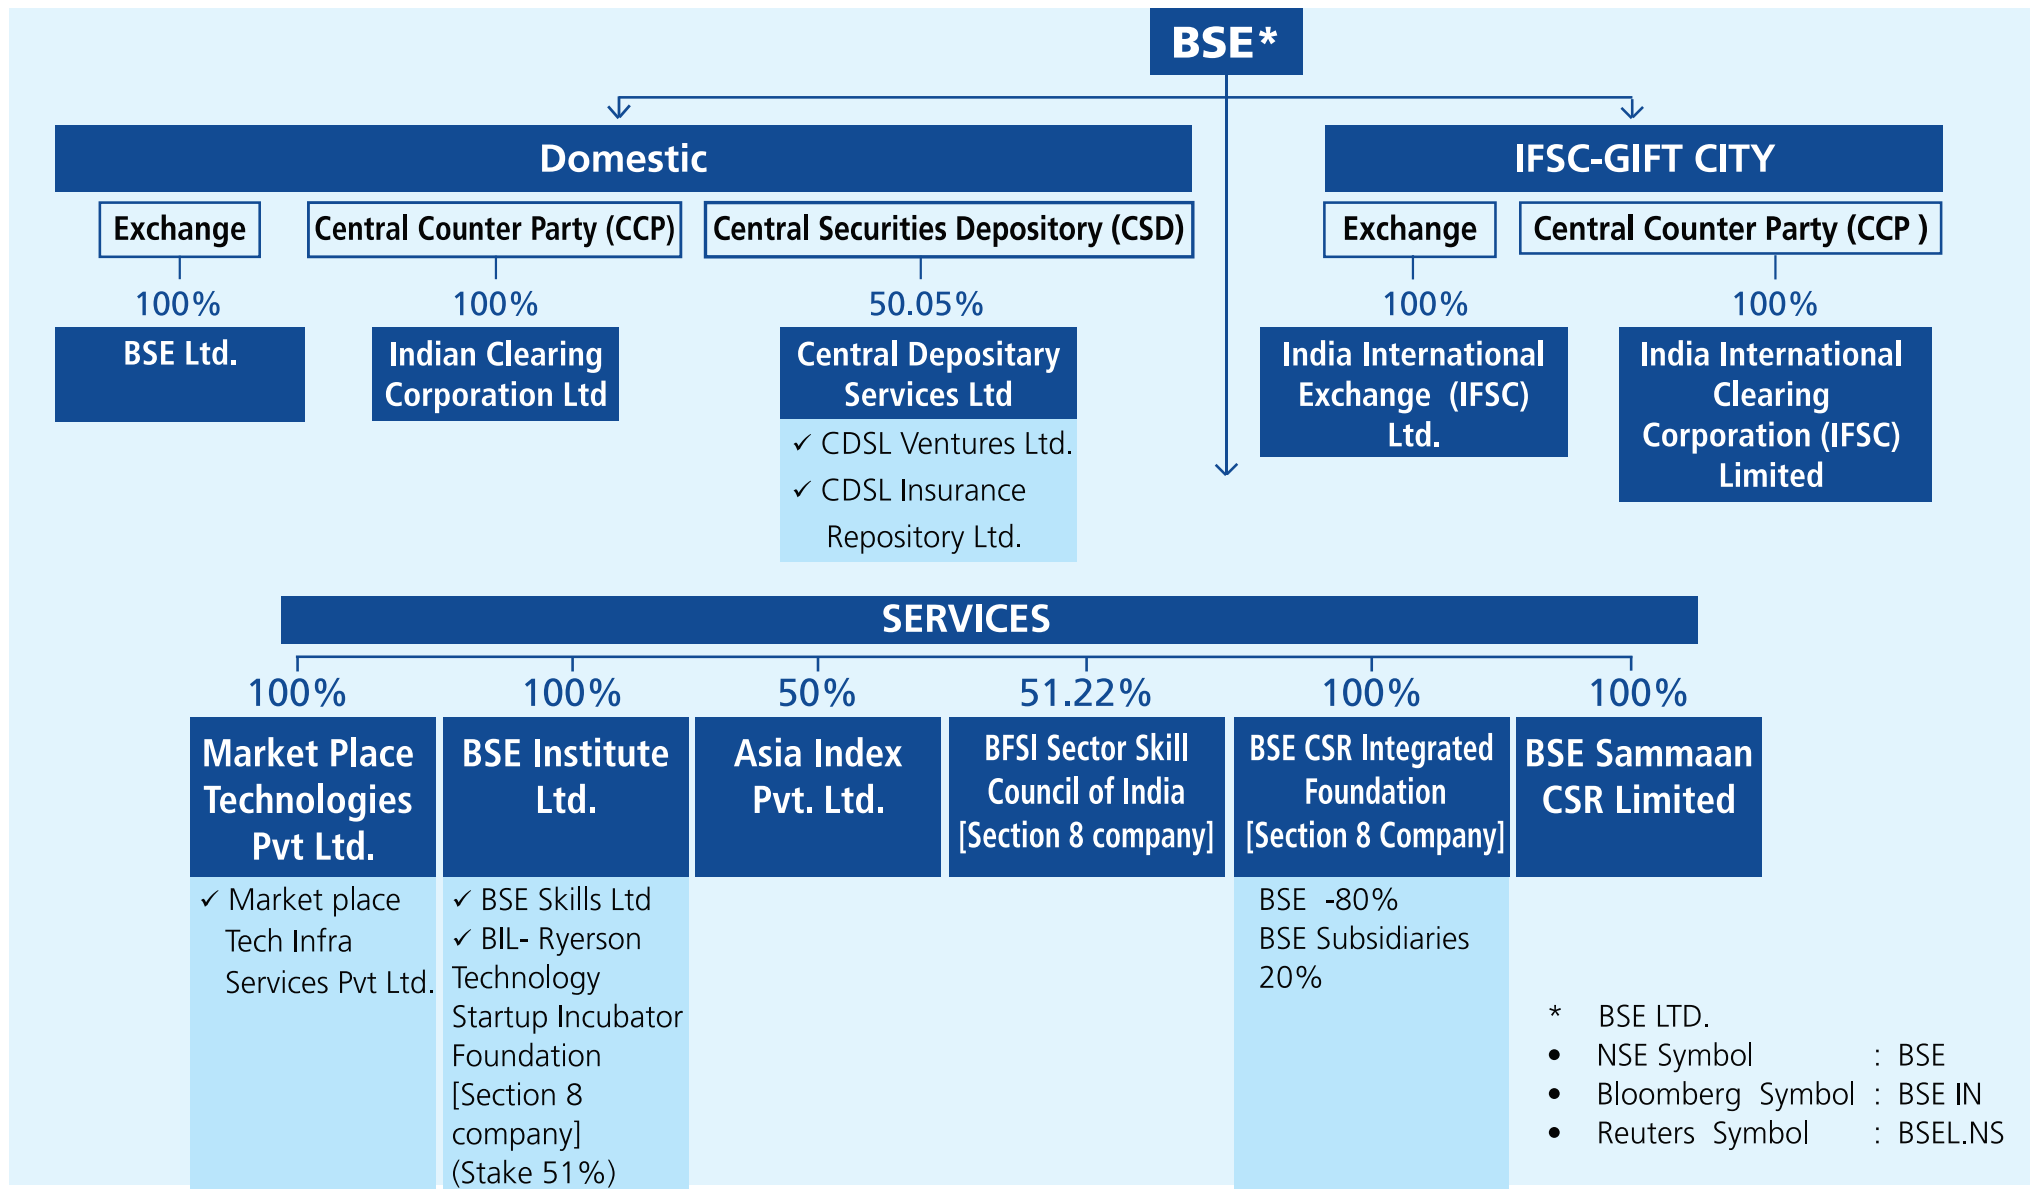 BSE*
Domestic
IFSC-GIFT CITY
Exchange
Central Counter Party (CCP)
Central Securities Depository (CSD)
Exchange
Central Counter Party (CCP )
100%
100%
50.05%
100%
100%
BSE Ltd.
Indian Clearing
Corporation Ltd
Central Depositary
Services Ltd
✓ CDSL Ventures Ltd.
✓ CDSL Insurance
Repository Ltd.
India International
Exchange (IFSC)
Ltd.
India International
Clearing
Corporation (IFSC)
Limited
SERVICES
100%
100%
50%
51.22%
100%
100%
Market Place
Technologies
Pvt Ltd.
✓ Market place
Tech Infra
Services Pvt Ltd.
BSE Institute
Ltd.
✓ BSE Skills Ltd
✓ BIL- Ryerson
Technology
Startup Incubator
Foundation
[Section 8
company]
(Stake 51%)
Asia Index
Pvt. Ltd.
BFSI Sector Skill
Council of India
[Section 8 company]
BSE CSR Integrated
Foundation
[Section 8 Company]
BSE -80%
BSE Subsidiaries
20%
BSE Sammaan
CSR Limited
* BSE LTD.
• NSE Symbol : BSE
• Bloomberg Symbol : BSE IN
• Reuters Symbol : BSEL.NS